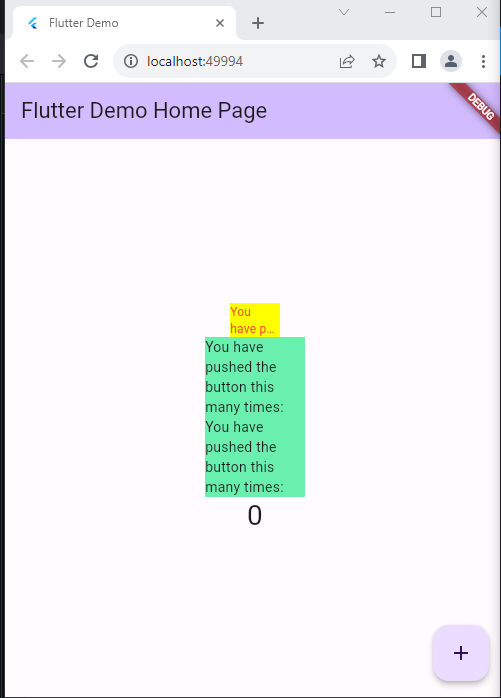 Flutter Demo
localhost:49994
Flutter Demo Home Page
DEBUG
You
have p…
You have
pushed the
button this
many times:
You have
pushed the
button this
many times:
0